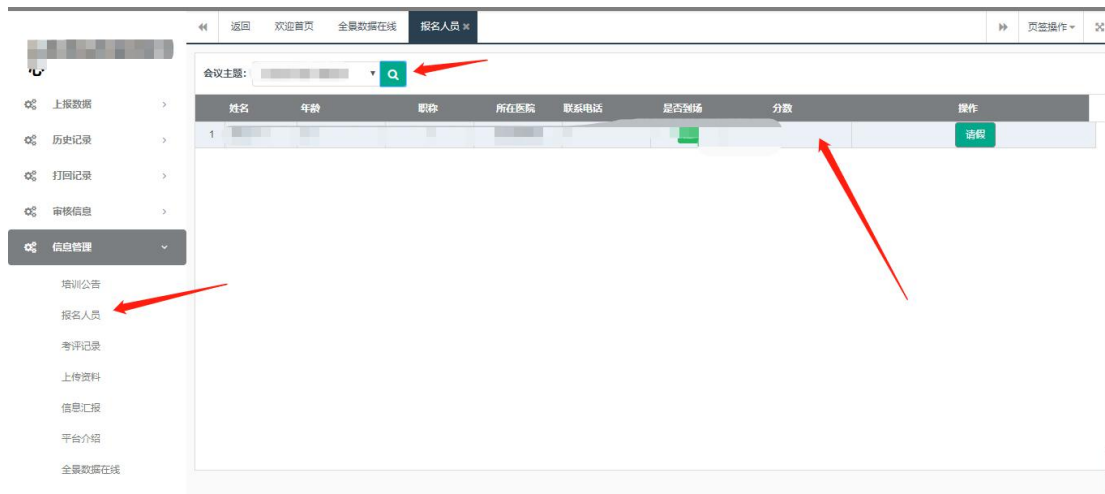 返回 欢迎首页 全景数据在线 报名人员 页签操作
心
会议主题：
上报数据
历史记录
打回记录
审核信息
信息管理
培训公告
报名人员
考评记录
上传资料
信息汇报
平台介绍
全景数据在线
姓名 年龄 职称 所在医院 联系电话 是否到场 分数 操作
1 请假